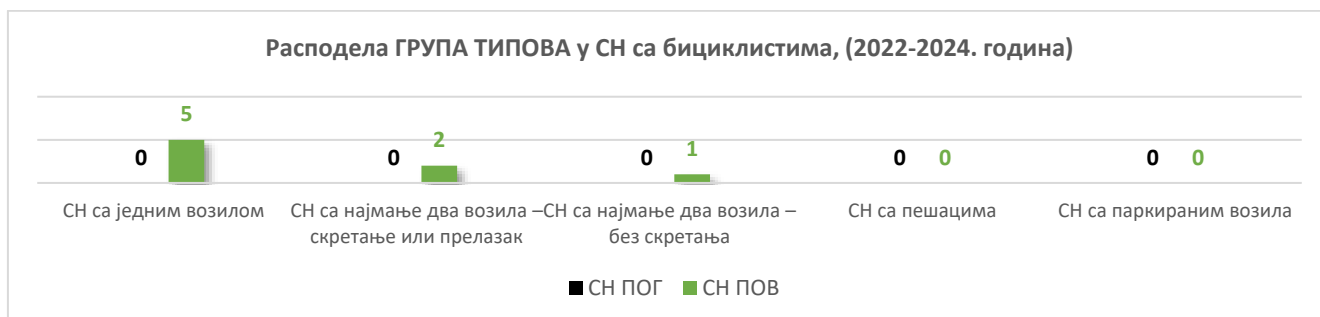 Расподела ГРУПА ТИПОВА у СН са бициклистима, (2022-2024. година)
0 5 0 2 0 1 0 0 0 0
СН са једним возилом
СН са најмање два возила –
скретање или прелазак
СН са најмање два возила –
без скретања
СН са пешацима
СН са паркираним возила
СН ПОГ СН ПОВ